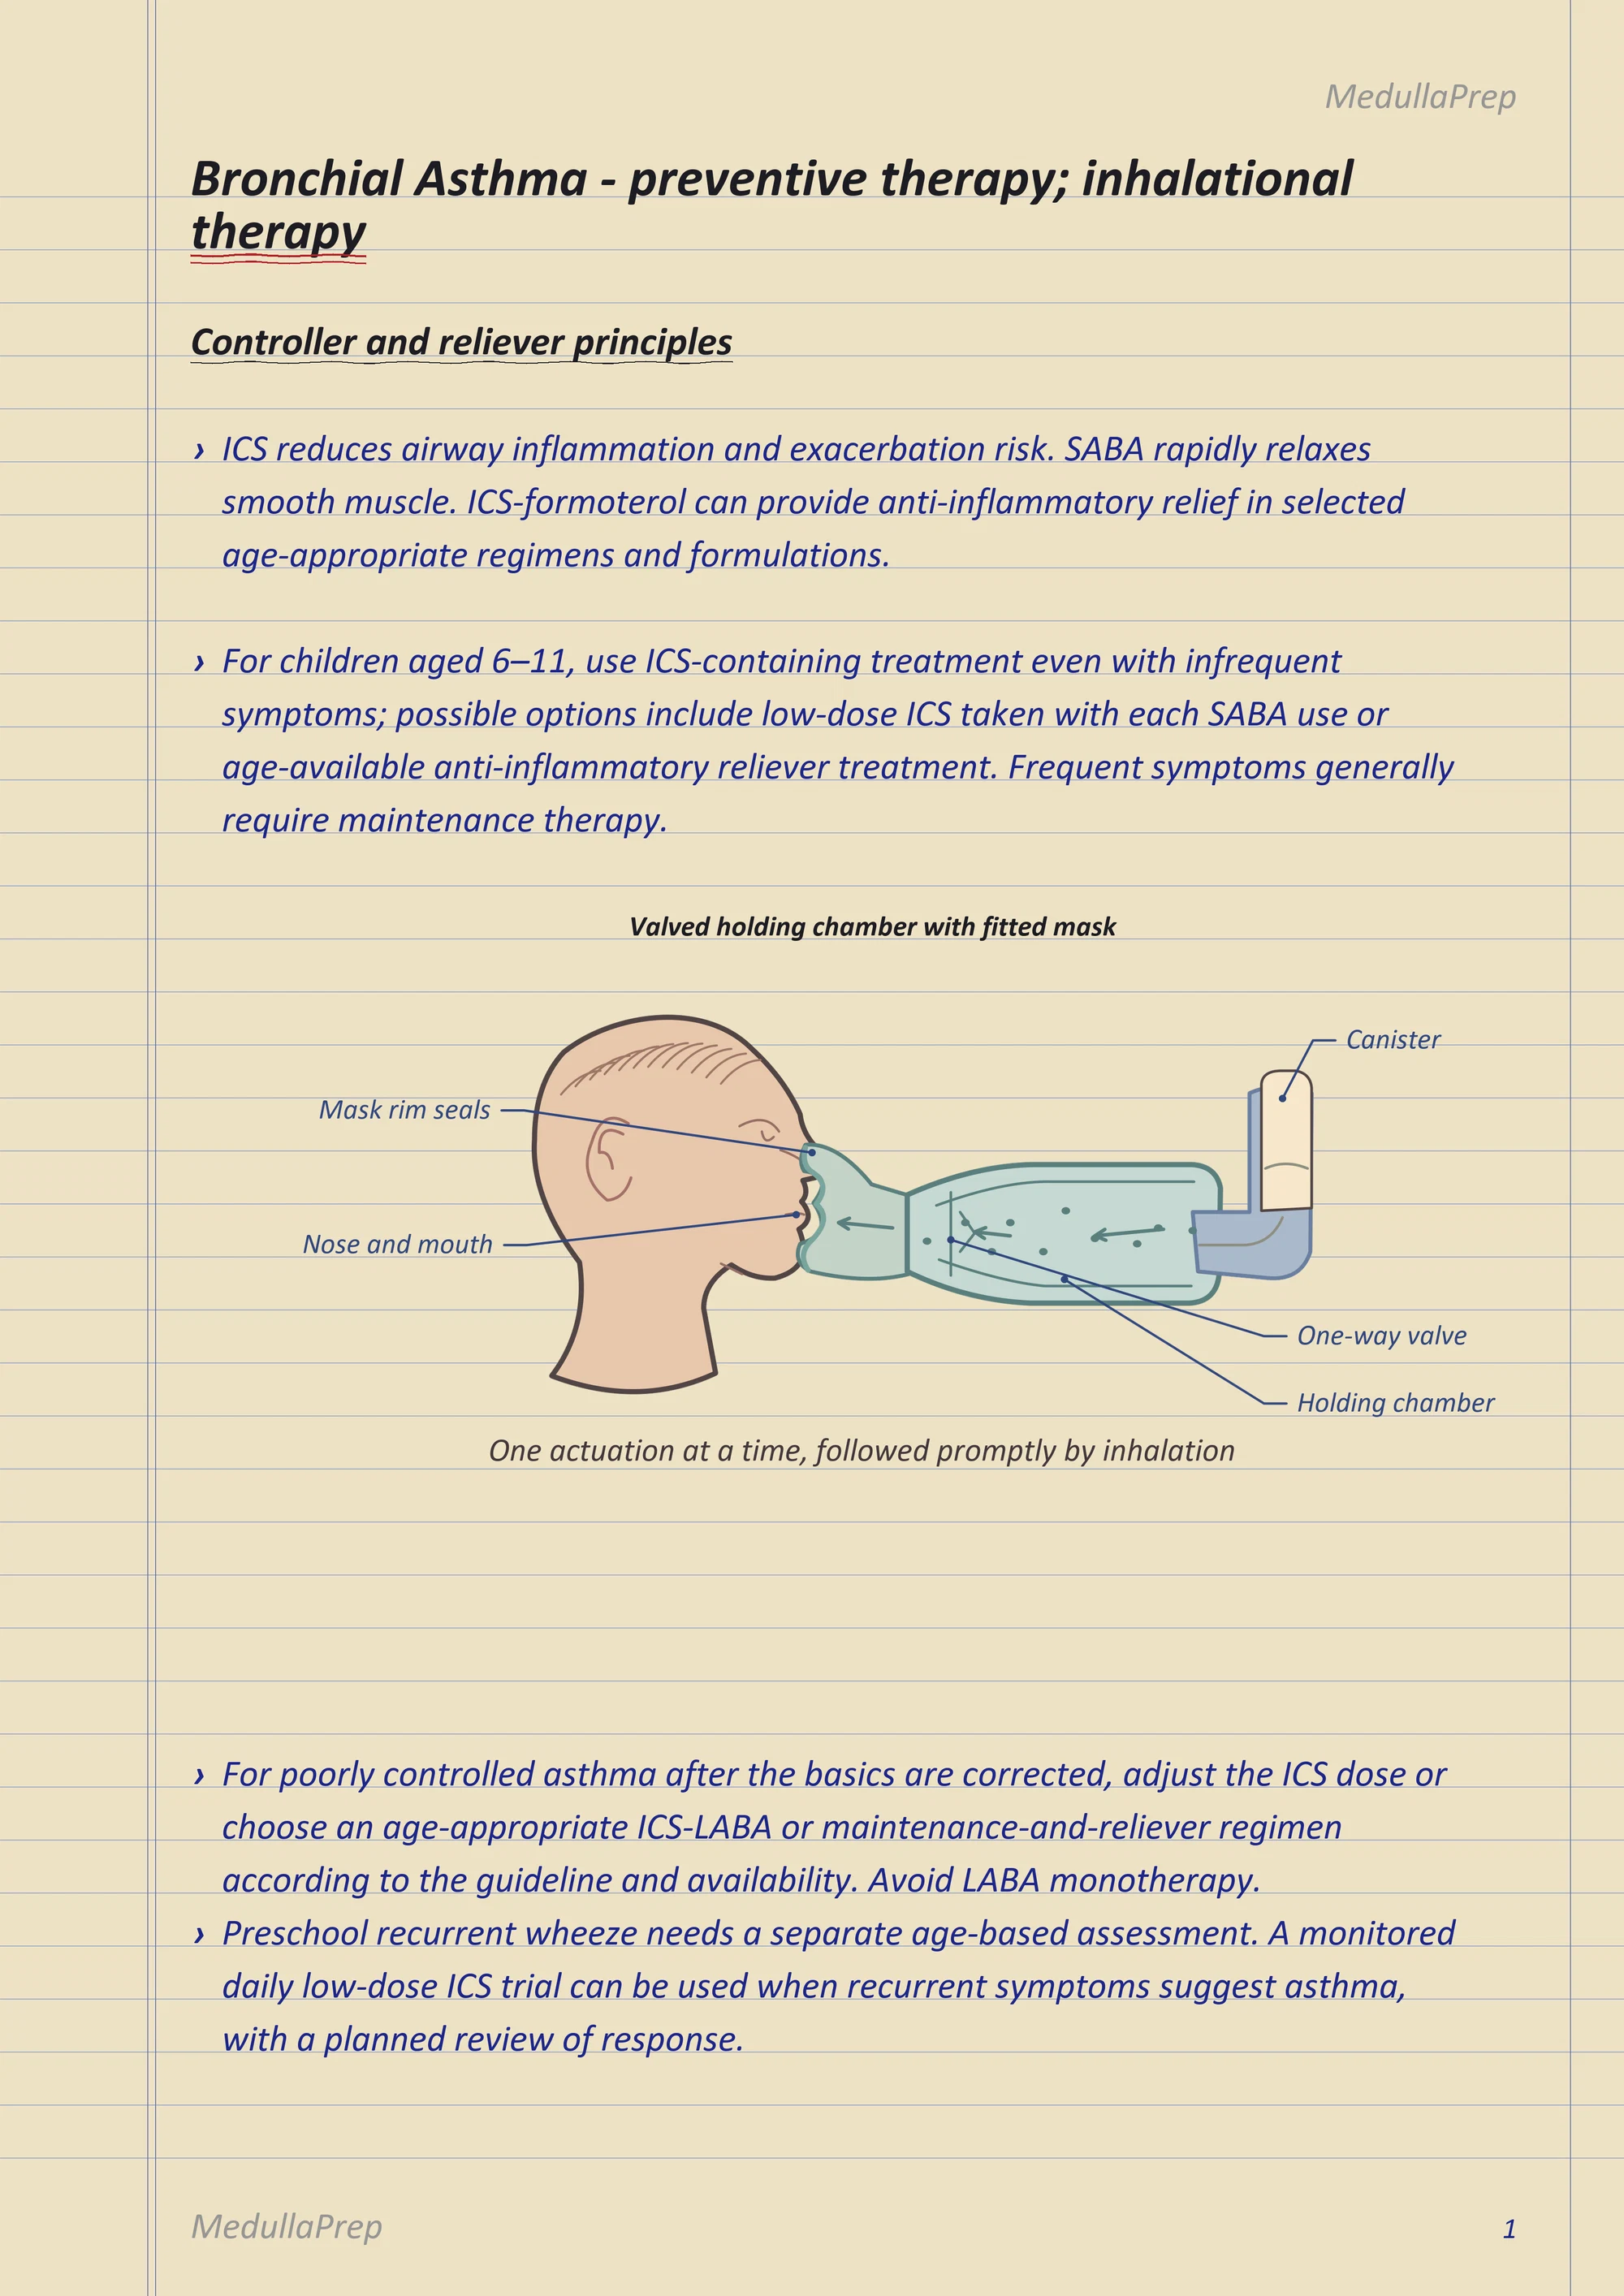 MedullaPrep
Bronchial Asthma - preventive therapy; inhalational
therapy
Controller and reliever principles
› ICS reduces airway inflammation and exacerbation risk. SABA rapidly relaxes
smooth muscle. ICS-formoterol can provide anti-inflammatory relief in selected
age-appropriate regimens and formulations.
› For children aged 6–11, use ICS-containing treatment even with infrequent
symptoms; possible options include low-dose ICS taken with each SABA use or
age-available anti-inflammatory reliever treatment. Frequent symptoms generally
require maintenance therapy.
Valved holding chamber with fitted mask
Canister
Mask rim seals
Nose and mouth
One-way valve
Holding chamber
One actuation at a time, followed promptly by inhalation
› For poorly controlled asthma after the basics are corrected, adjust the ICS dose or
choose an age-appropriate ICS-LABA or maintenance-and-reliever regimen
according to the guideline and availability. Avoid LABA monotherapy.
› Preschool recurrent wheeze needs a separate age-based assessment. A monitored
daily low-dose ICS trial can be used when recurrent symptoms suggest asthma,
with a planned review of response.
MedullaPrep
1